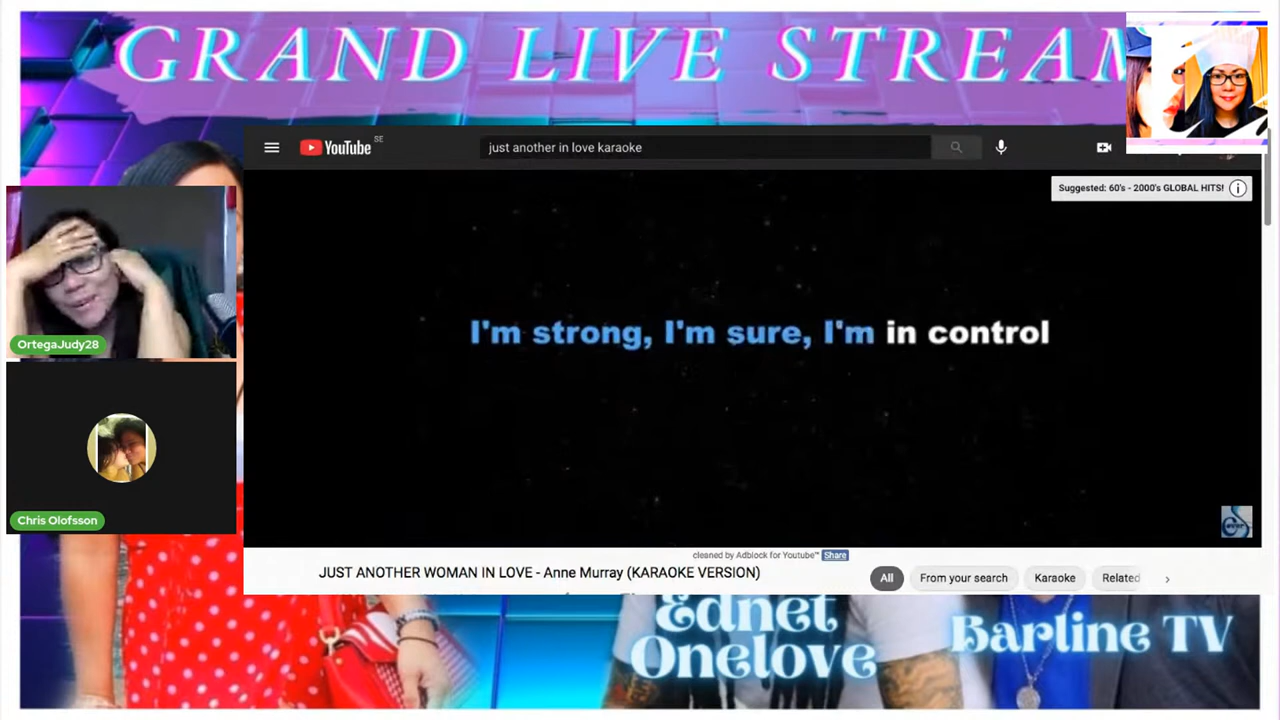 GRAND LIVE STREAM
YouTube SE
just another in love karaoke
Suggested: 60's - 2000's GLOBAL HITS!
OrtegaJudy28
I'm strong, I'm sure, I'm in control
Chris Olofsson
cleaned by Adblock for Youtube™ Share
JUST ANOTHER WOMAN IN LOVE - Anne Murray (KARAOKE VERSION)
All From your search Karaoke Related
Ednet
Onelove
Barline TV